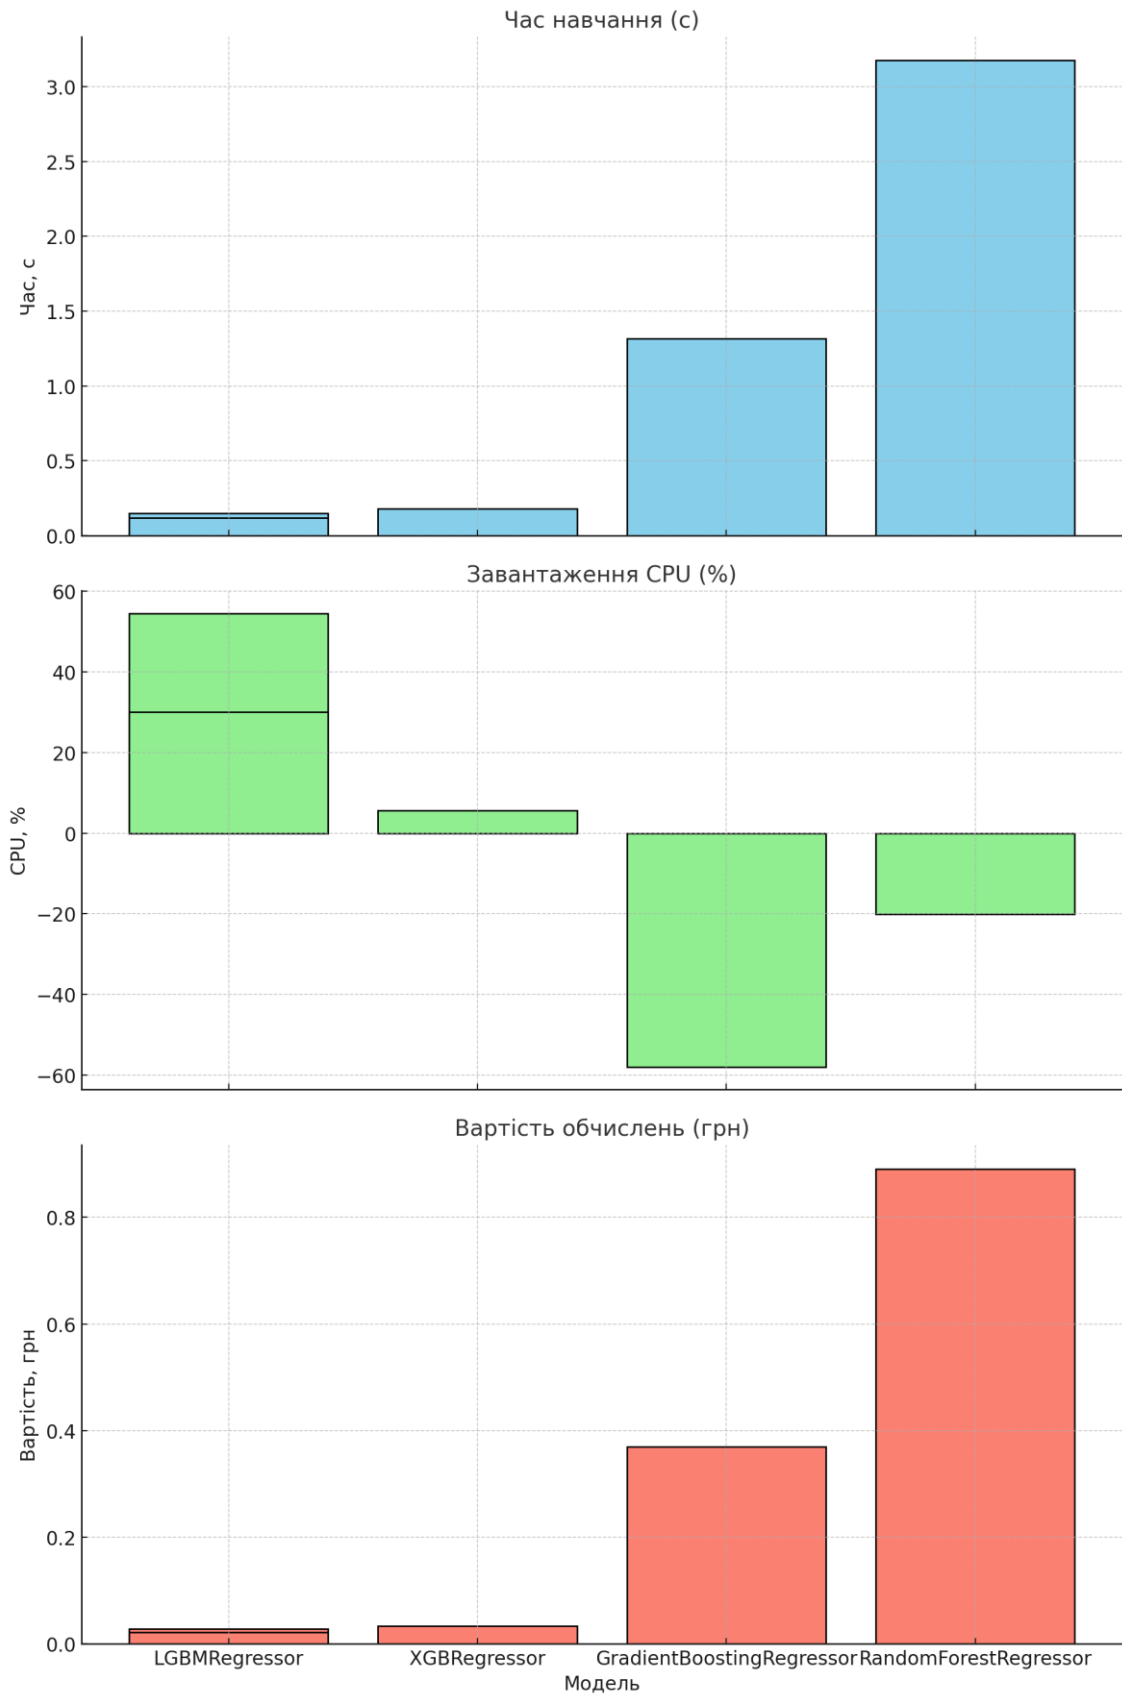 Час навчання (с)
3.0
2.5
2.0
1.5
1.0
0.5
0.0
Час, с
Завантаження CPU (%)
60
40
20
0
−20
−40
−60
CPU, %
Вартість обчислень (грн)
0.8
0.6
0.4
0.2
0.0
Вартість, грн
LGBMRegressor XGBRegressor GradientBoostingRegressor RandomForestRegressor
Модель